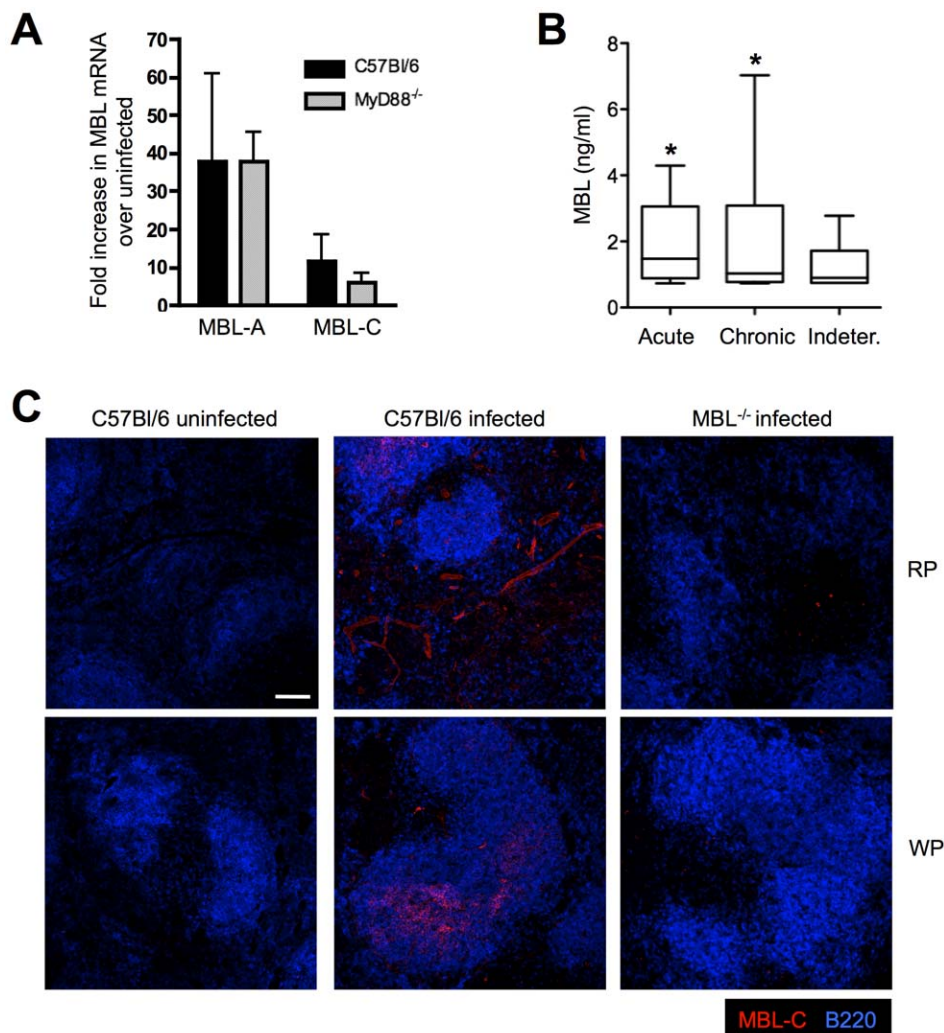 A
Fold increase in MBL mRNA
over uninfected
70
60
50
40
30
20
10
0
C57Bl/6
MyD88-/-
MBL-A
MBL-C
B
MBL (ng/ml)
8
6
4
2
0
*
*
Acute
Chronic
Indeter.
C
C57Bl/6 uninfected
C57Bl/6 infected
MBL-/- infected
RP
WP
MBL-C B220